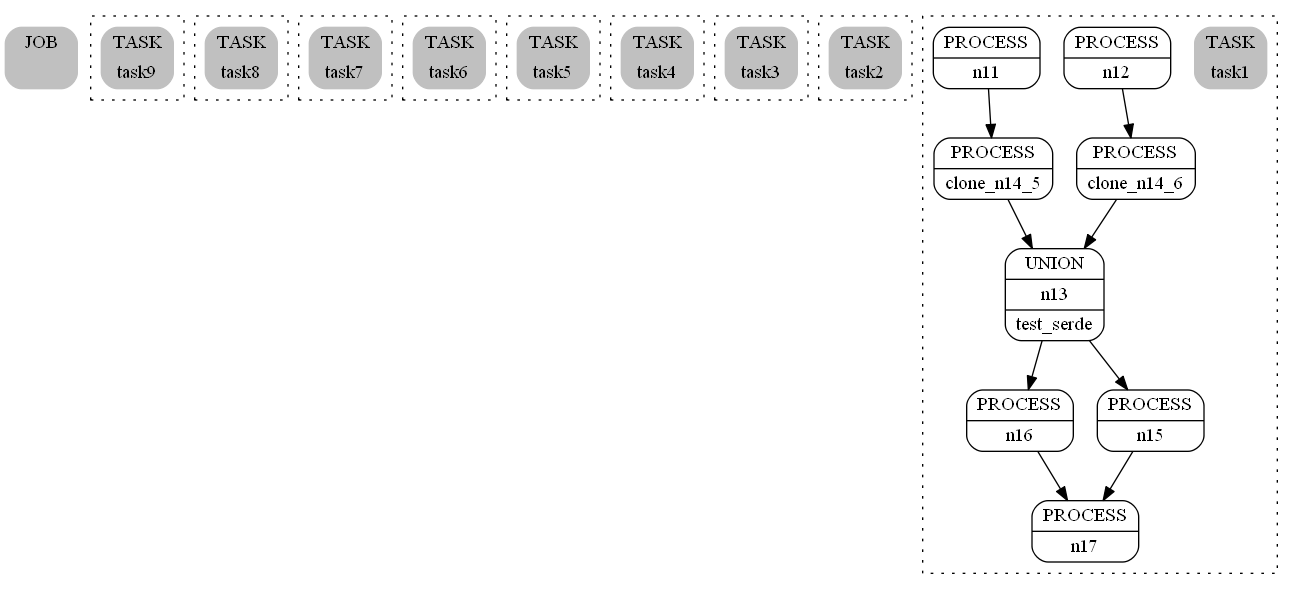 JOB
TASK
task9
TASK
task8
TASK
task7
TASK
task6
TASK
task5
TASK
task4
TASK
task3
TASK
task2
PROCESS
n11
PROCESS
n12
TASK
task1
PROCESS
clone_n14_5
PROCESS
clone_n14_6
UNION
n13
test_serde
PROCESS
n16
PROCESS
n15
PROCESS
n17